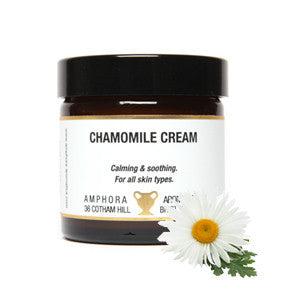 CHAMOMILE CREAM
Calming & soothing.
For all skin types.
AMPHORA
36 COTHAM HILL